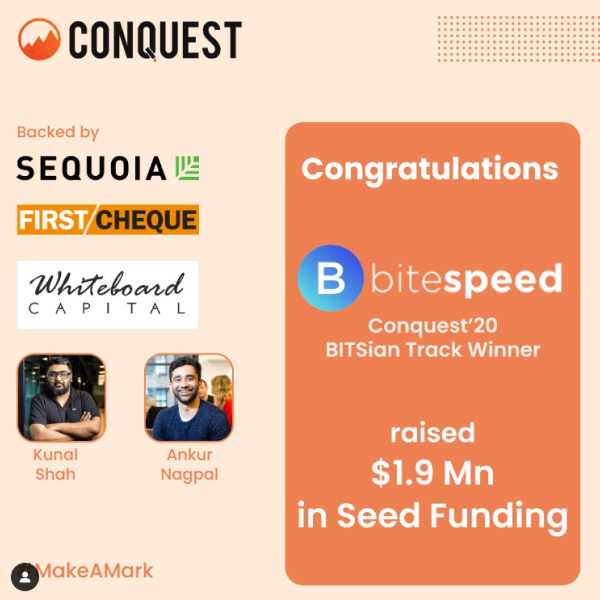 CONQUEST
Backed by
SEQUOIA
FIRST/CHEQUE
Whiteboard
CAPITAL
Kunal
Shah
Ankur
Nagpal
Congratulations
B bitespeed
Conquest'20
BITSian Track Winner
raised
$1.9 Mn
in Seed Funding
MakeAMark